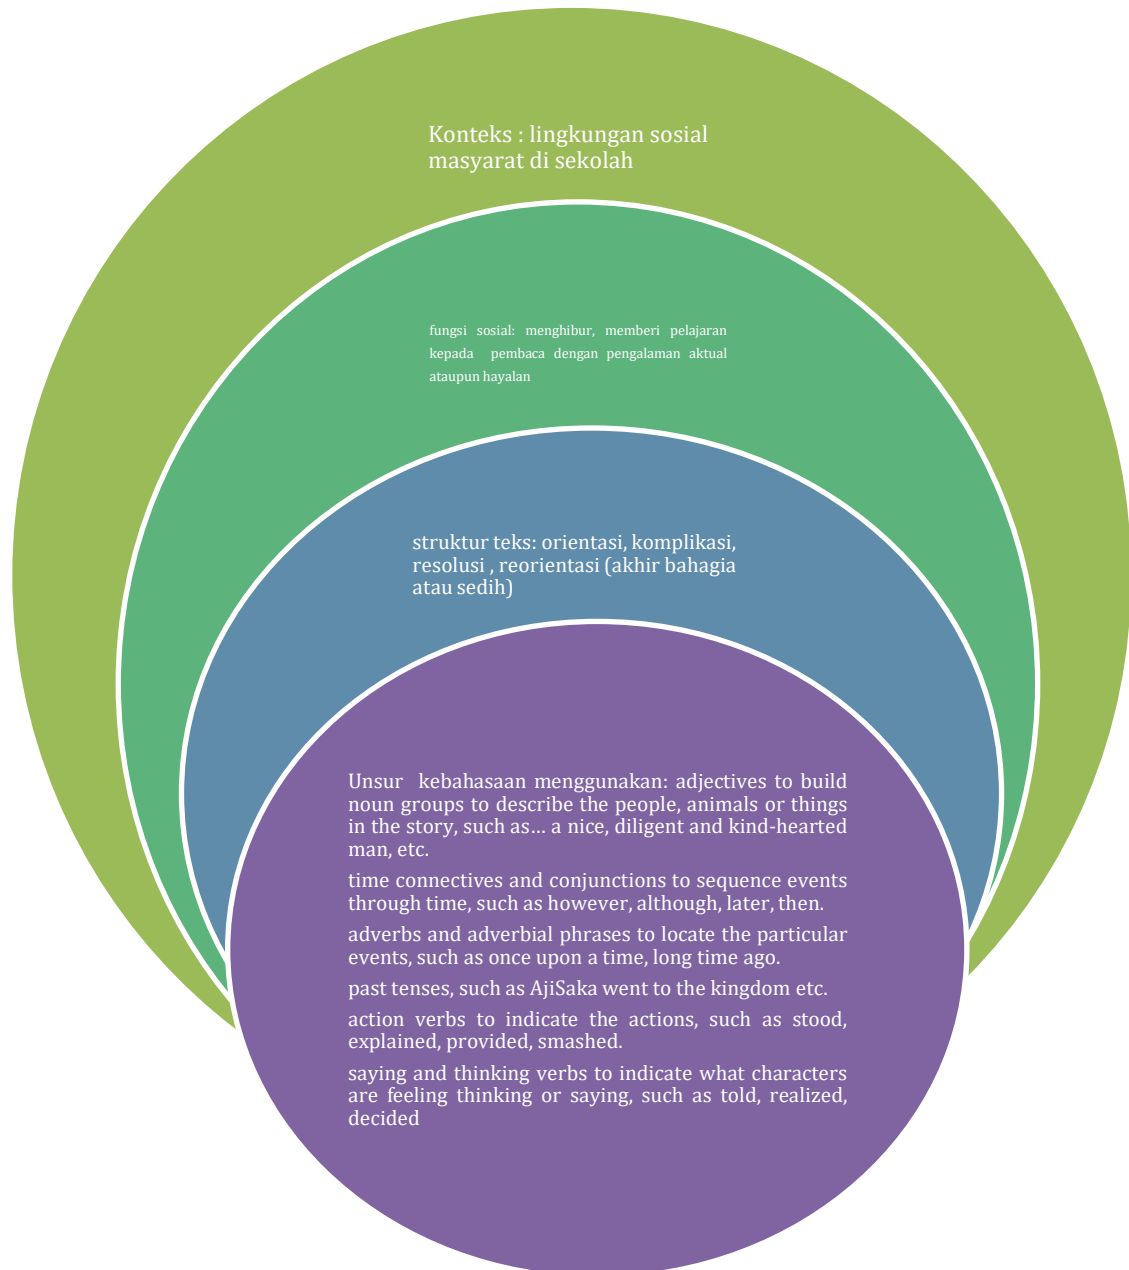 Konteks : lingkungan sosial
masyarat di sekolah
fungsi sosial: menghibur, memberi pelajaran
kepada pembaca dengan pengalaman aktual
ataupun hayalan
struktur teks: orientasi, komplikasi,
resolusi , reorientasi (akhir bahagia
atau sedih)
Unsur kebahasaan menggunakan: adjectives to build
noun groups to describe the people, animals or things
in the story, such as... a nice, diligent and kind-hearted
man, etc.
time connectives and conjunctions to sequence events
through time, such as however, although, later, then.
adverbs and adverbial phrases to locate the particular
events, such as once upon a time, long time ago.
past tenses, such as AjiSaka went to the kingdom etc.
action verbs to indicate the actions, such as stood,
explained, provided, smashed.
saying and thinking verbs to indicate what characters
are feeling thinking or saying, such as told, realized,
decided